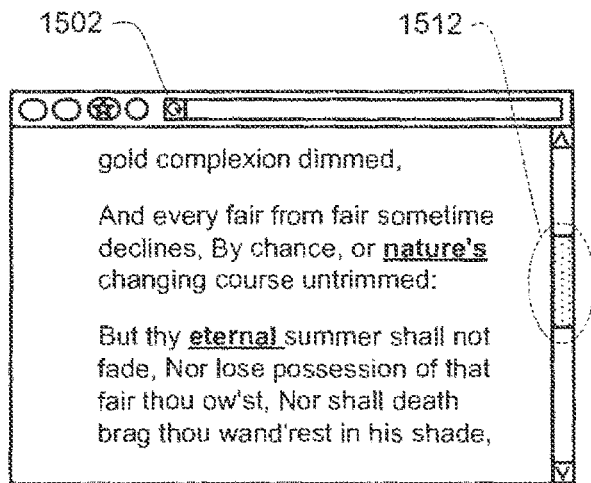 1502
1512
gold complexion dimmed,
And every fair from fair sometime
declines, By chance, or nature's
changing course untrimmed:
But thy eternal summer shall not
fade, Nor lose possession of that
fair thou ow'st, Nor shall death
brag thou wand'rest in his shade,